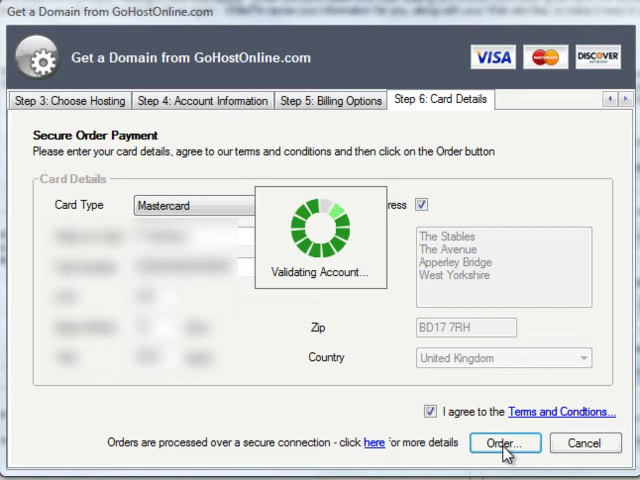 Get a Domain from GoHostOnline.com
Get a Domain from GoHostOnline.com
VISA
MasterCard
DISCOVER
Step 3: Choose Hosting
Step 4: Account Information
Step 5: Billing Options
Step 6: Card Details
Secure Order Payment
Please enter your card details, agree to our terms and conditions and then click on the Order button
Card Details
Card Type
Mastercard
ress
The Stables
The Avenue
Apperley Bridge
West Yorkshire
Validating Account...
Zip
BD17 7RH
Country
United Kingdom
I agree to the Terms and Condtions...
Orders are processed over a secure connection - click here for more details
Order...
Cancel